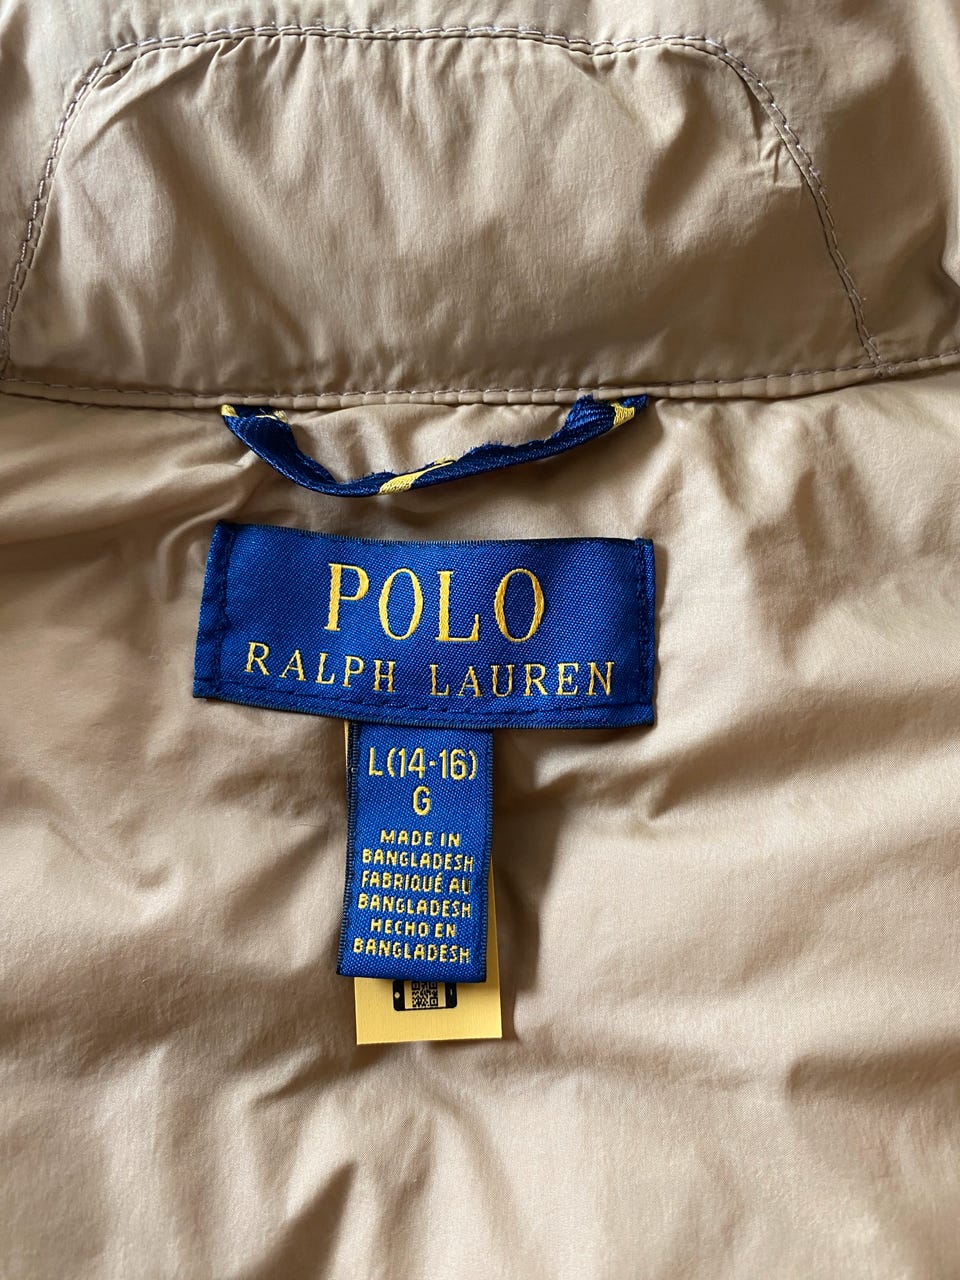 POLO
RALPH LAUREN
L(14-16)
G
MADE IN
BANGLADESH
FABRIQUÉ AU
BANGLADESH
HECHO EN
BANGLADESH